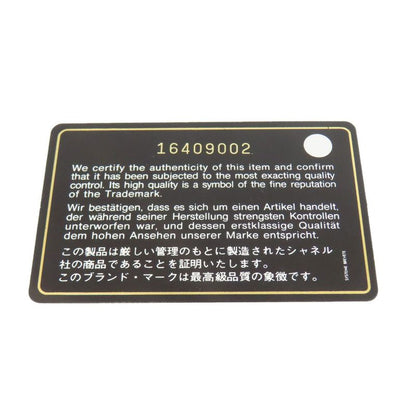 16409002
We certify the authenticity of this item and confirm
that it has been subjected to the most exacting quality
control. Its high quality is a symbol of the fine reputation
of the Trademark.
Wir bestätigen, dass es sich um einen Artikel handelt,
der während seiner Herstellung strengsten Kontrollen
unterworfen war, und dessen erstklassige Qualität
dem hohen Ansehen unserer Marke entspricht.
この製品は厳しい管理のもとに製造されたシャネル
社の商品であることを証明いたします。
このブランド・マークは最高級品質の象徴です。